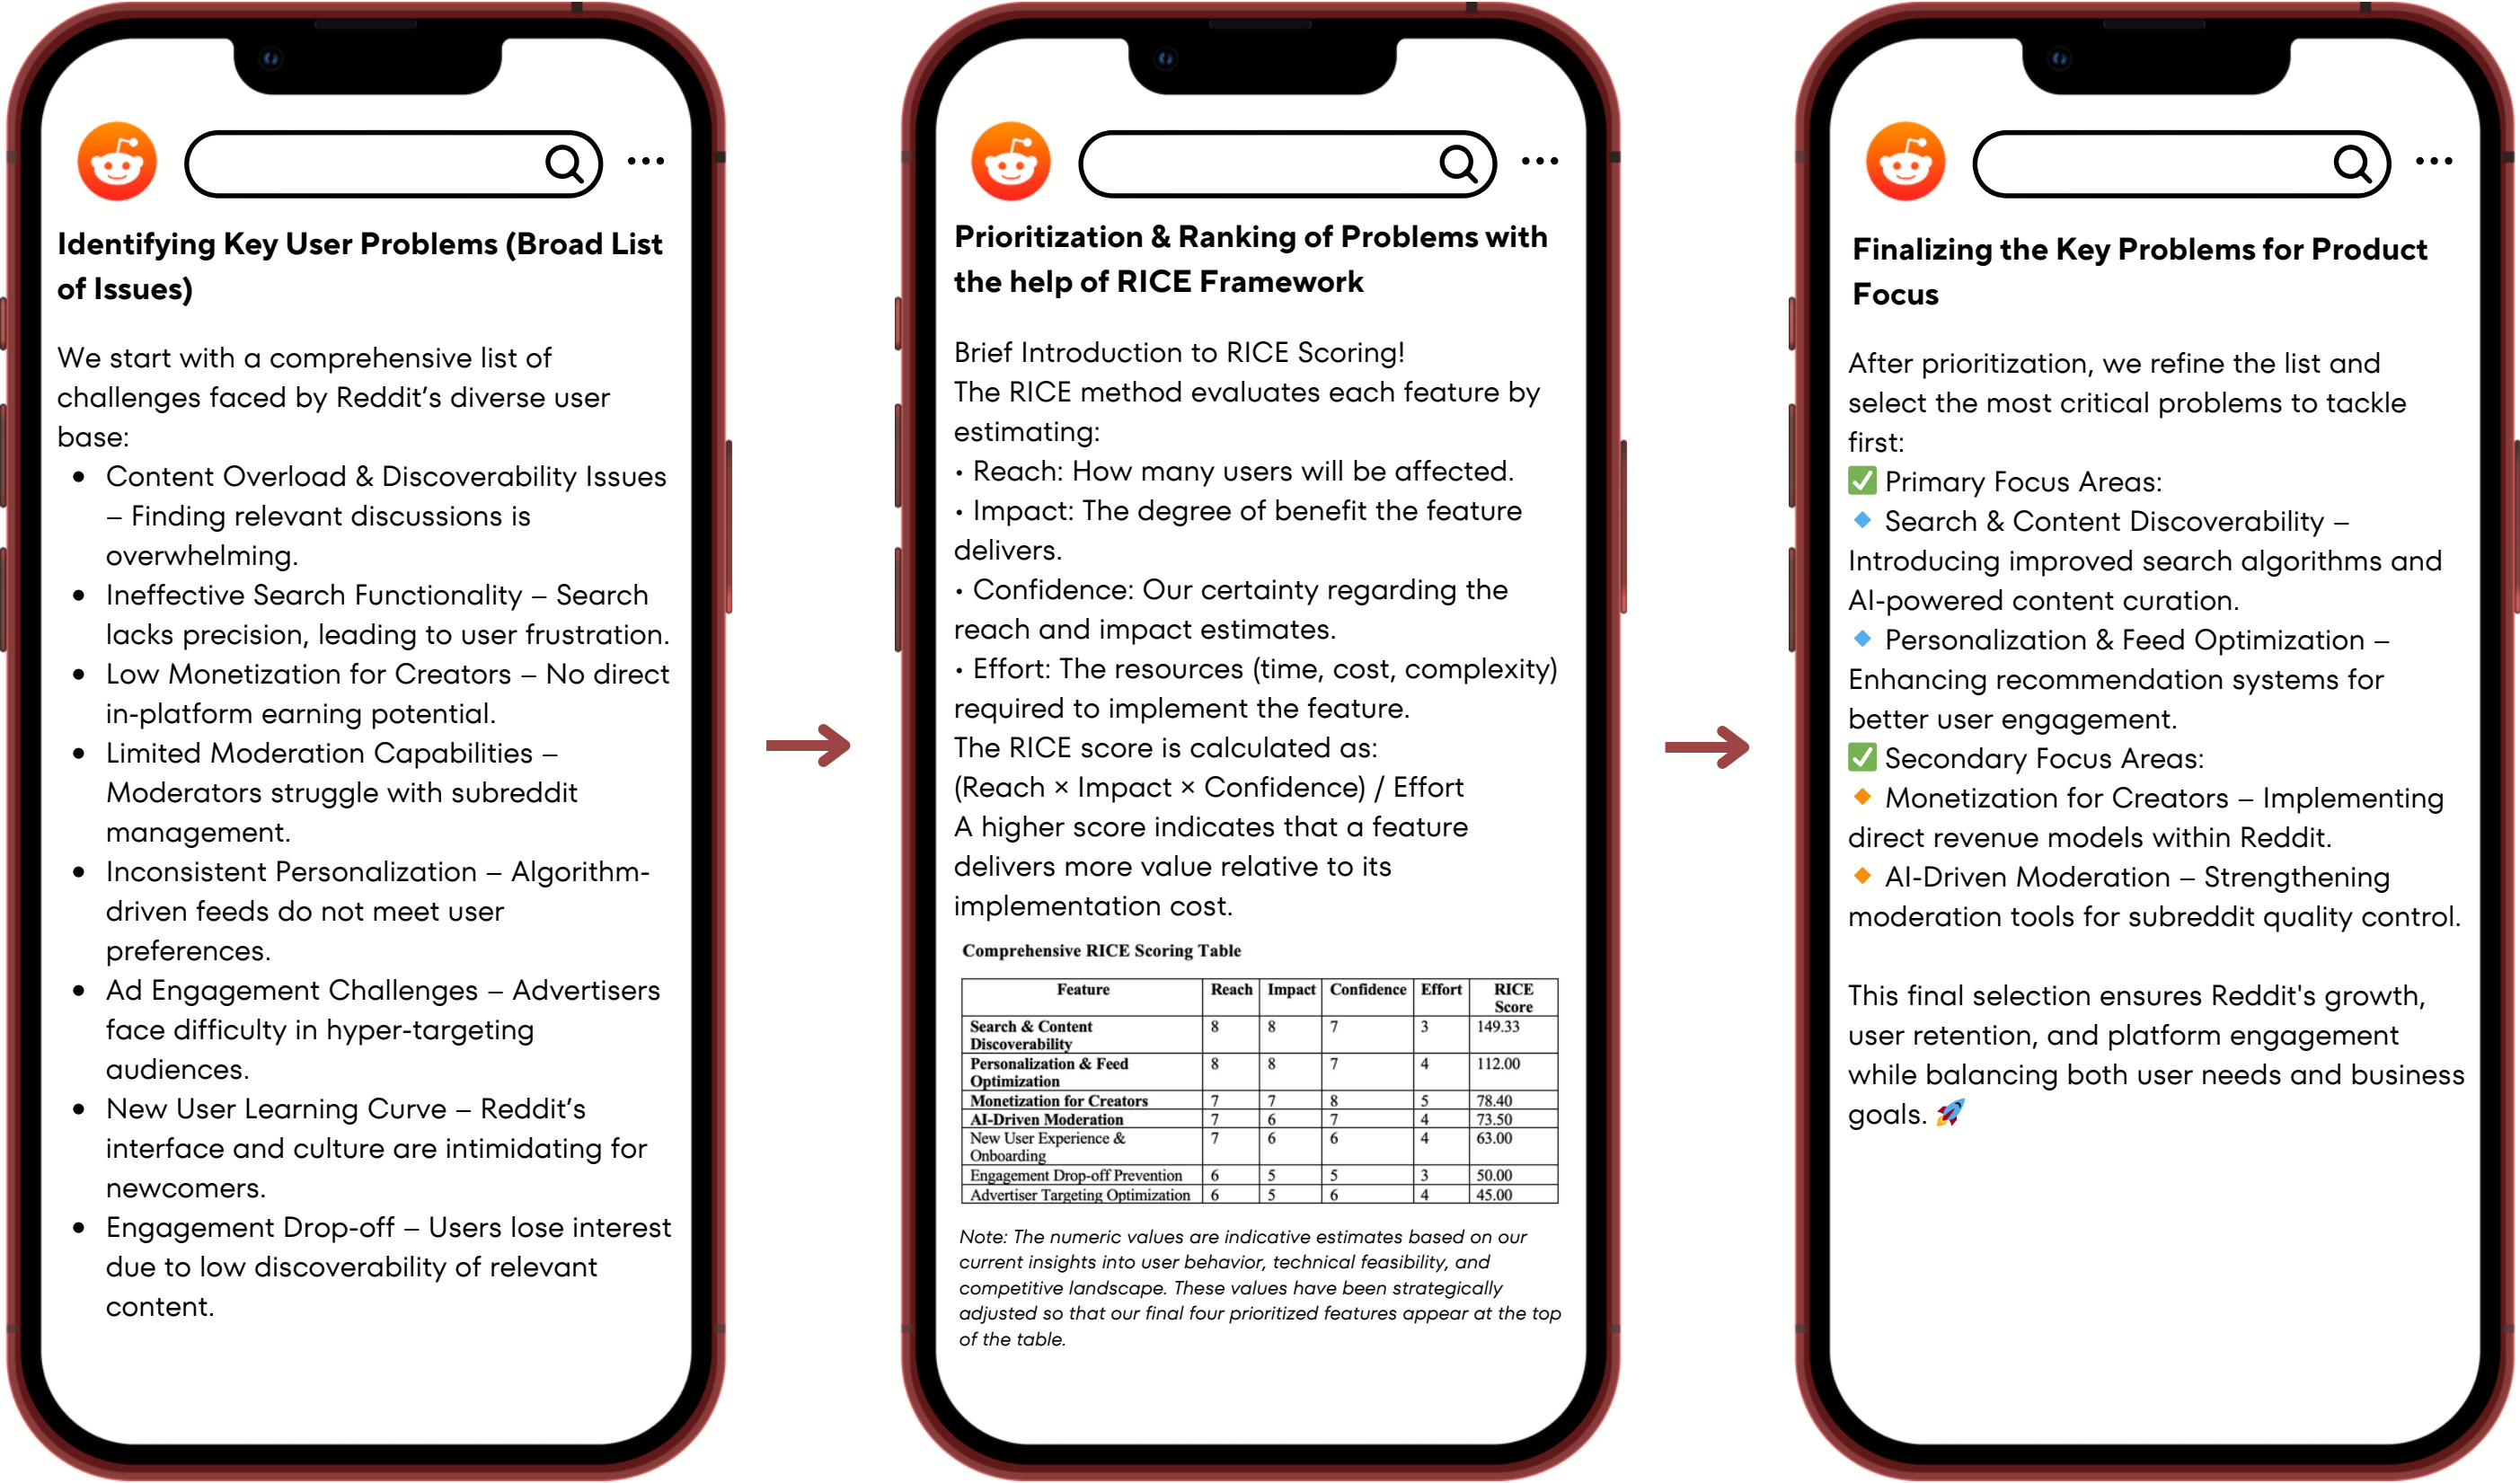 Identifying Key User Problems (Broad List
of Issues)
We start with a comprehensive list of
challenges faced by Reddit’s diverse user
base:
• Content Overload & Discoverability Issues
– Finding relevant discussions is
overwhelming.
• Ineffective Search Functionality – Search
lacks precision, leading to user frustration.
• Low Monetization for Creators – No direct
in-platform earning potential.
• Limited Moderation Capabilities –
Moderators struggle with subreddit
management.
• Inconsistent Personalization – Algorithm-
driven feeds do not meet user
preferences.
• Ad Engagement Challenges – Advertisers
face difficulty in hyper-targeting
audiences.
• New User Learning Curve – Reddit’s
interface and culture are intimidating for
newcomers.
• Engagement Drop-off – Users lose interest
due to low discoverability of relevant
content.
Prioritization & Ranking of Problems with
the help of RICE Framework
Brief Introduction to RICE Scoring!
The RICE method evaluates each feature by
estimating:
• Reach: How many users will be affected.
• Impact: The degree of benefit the feature
delivers.
• Confidence: Our certainty regarding the
reach and impact estimates.
• Effort: The resources (time, cost, complexity)
required to implement the feature.
The RICE score is calculated as:
(Reach × Impact × Confidence) / Effort
A higher score indicates that a feature
delivers more value relative to its
implementation cost.
Comprehensive RICE Scoring Table
Feature Reach Impact Confidence Effort RICE
Score
Search & Content 8 8 7 3 149.33
Discoverability
Personalization & Feed 8 8 7 4 112.00
Optimization
Monetization for Creators 7 7 8 5 78.40
AI-Driven Moderation 7 6 7 4 73.50
New User Experience & 7 6 6 4 63.00
Onboarding
Engagement Drop-off Prevention 6 5 5 3 50.00
Advertiser Targeting Optimization 6 5 6 4 45.00
Note: The numeric values are indicative estimates based on our
current insights into user behavior, technical feasibility, and
competitive landscape. These values have been strategically
adjusted so that our final four prioritized features appear at the top
of the table.
Finalizing the Key Problems for Product
Focus
After prioritization, we refine the list and
select the most critical problems to tackle
first:
✅ Primary Focus Areas:
🔹 Search & Content Discoverability –
Introducing improved search algorithms and
AI-powered content curation.
🔹 Personalization & Feed Optimization –
Enhancing recommendation systems for
better user engagement.
✅ Secondary Focus Areas:
🔸 Monetization for Creators – Implementing
direct revenue models within Reddit.
🔸 AI-Driven Moderation – Strengthening
moderation tools for subreddit quality control.
This final selection ensures Reddit's growth,
user retention, and platform engagement
while balancing both user needs and business
goals. 🚀